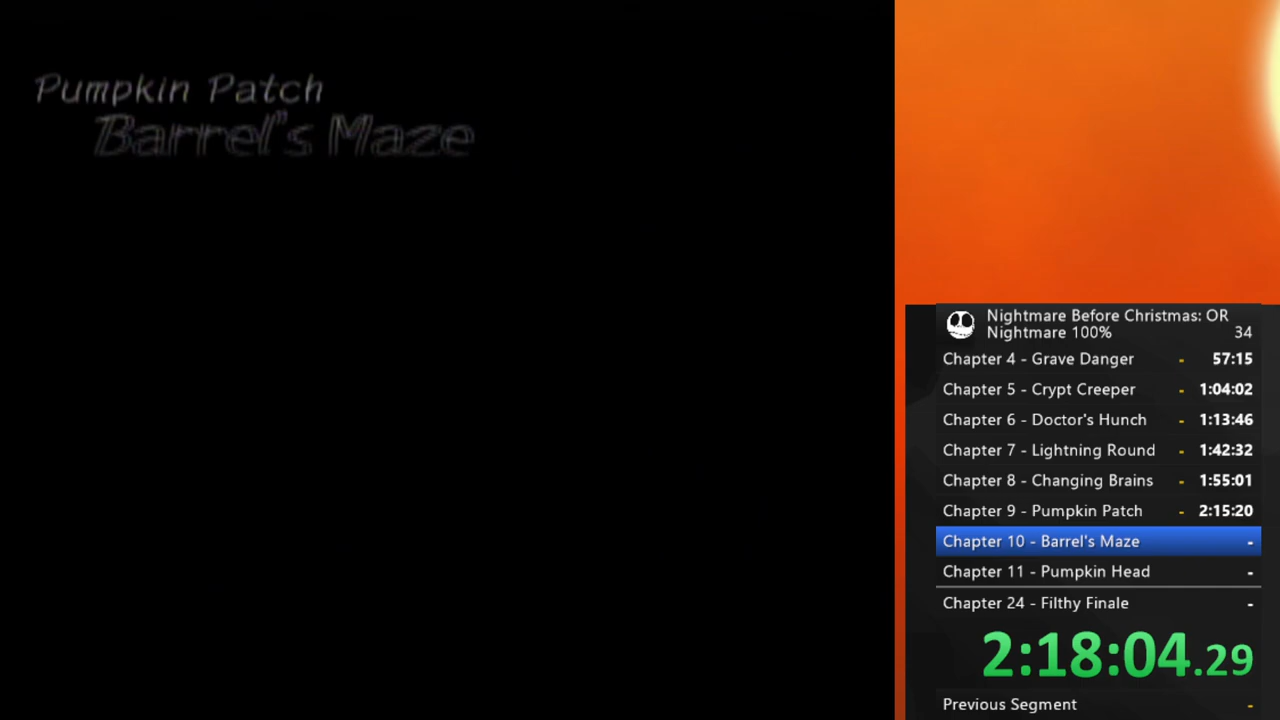 Pumpkin Patch
Barrel's Maze
Nightmare Before Christmas: OR
Nightmare 100% 34
Chapter 4 - Grave Danger - 57:15
Chapter 5 - Crypt Creeper - 1:04:02
Chapter 6 - Doctor's Hunch - 1:13:46
Chapter 7 - Lightning Round - 1:42:32
Chapter 8 - Changing Brains - 1:55:01
Chapter 9 - Pumpkin Patch - 2:15:20
Chapter 10 - Barrel's Maze -
Chapter 11 - Pumpkin Head -
Chapter 24 - Filthy Finale -
2:18:04.29
Previous Segment -